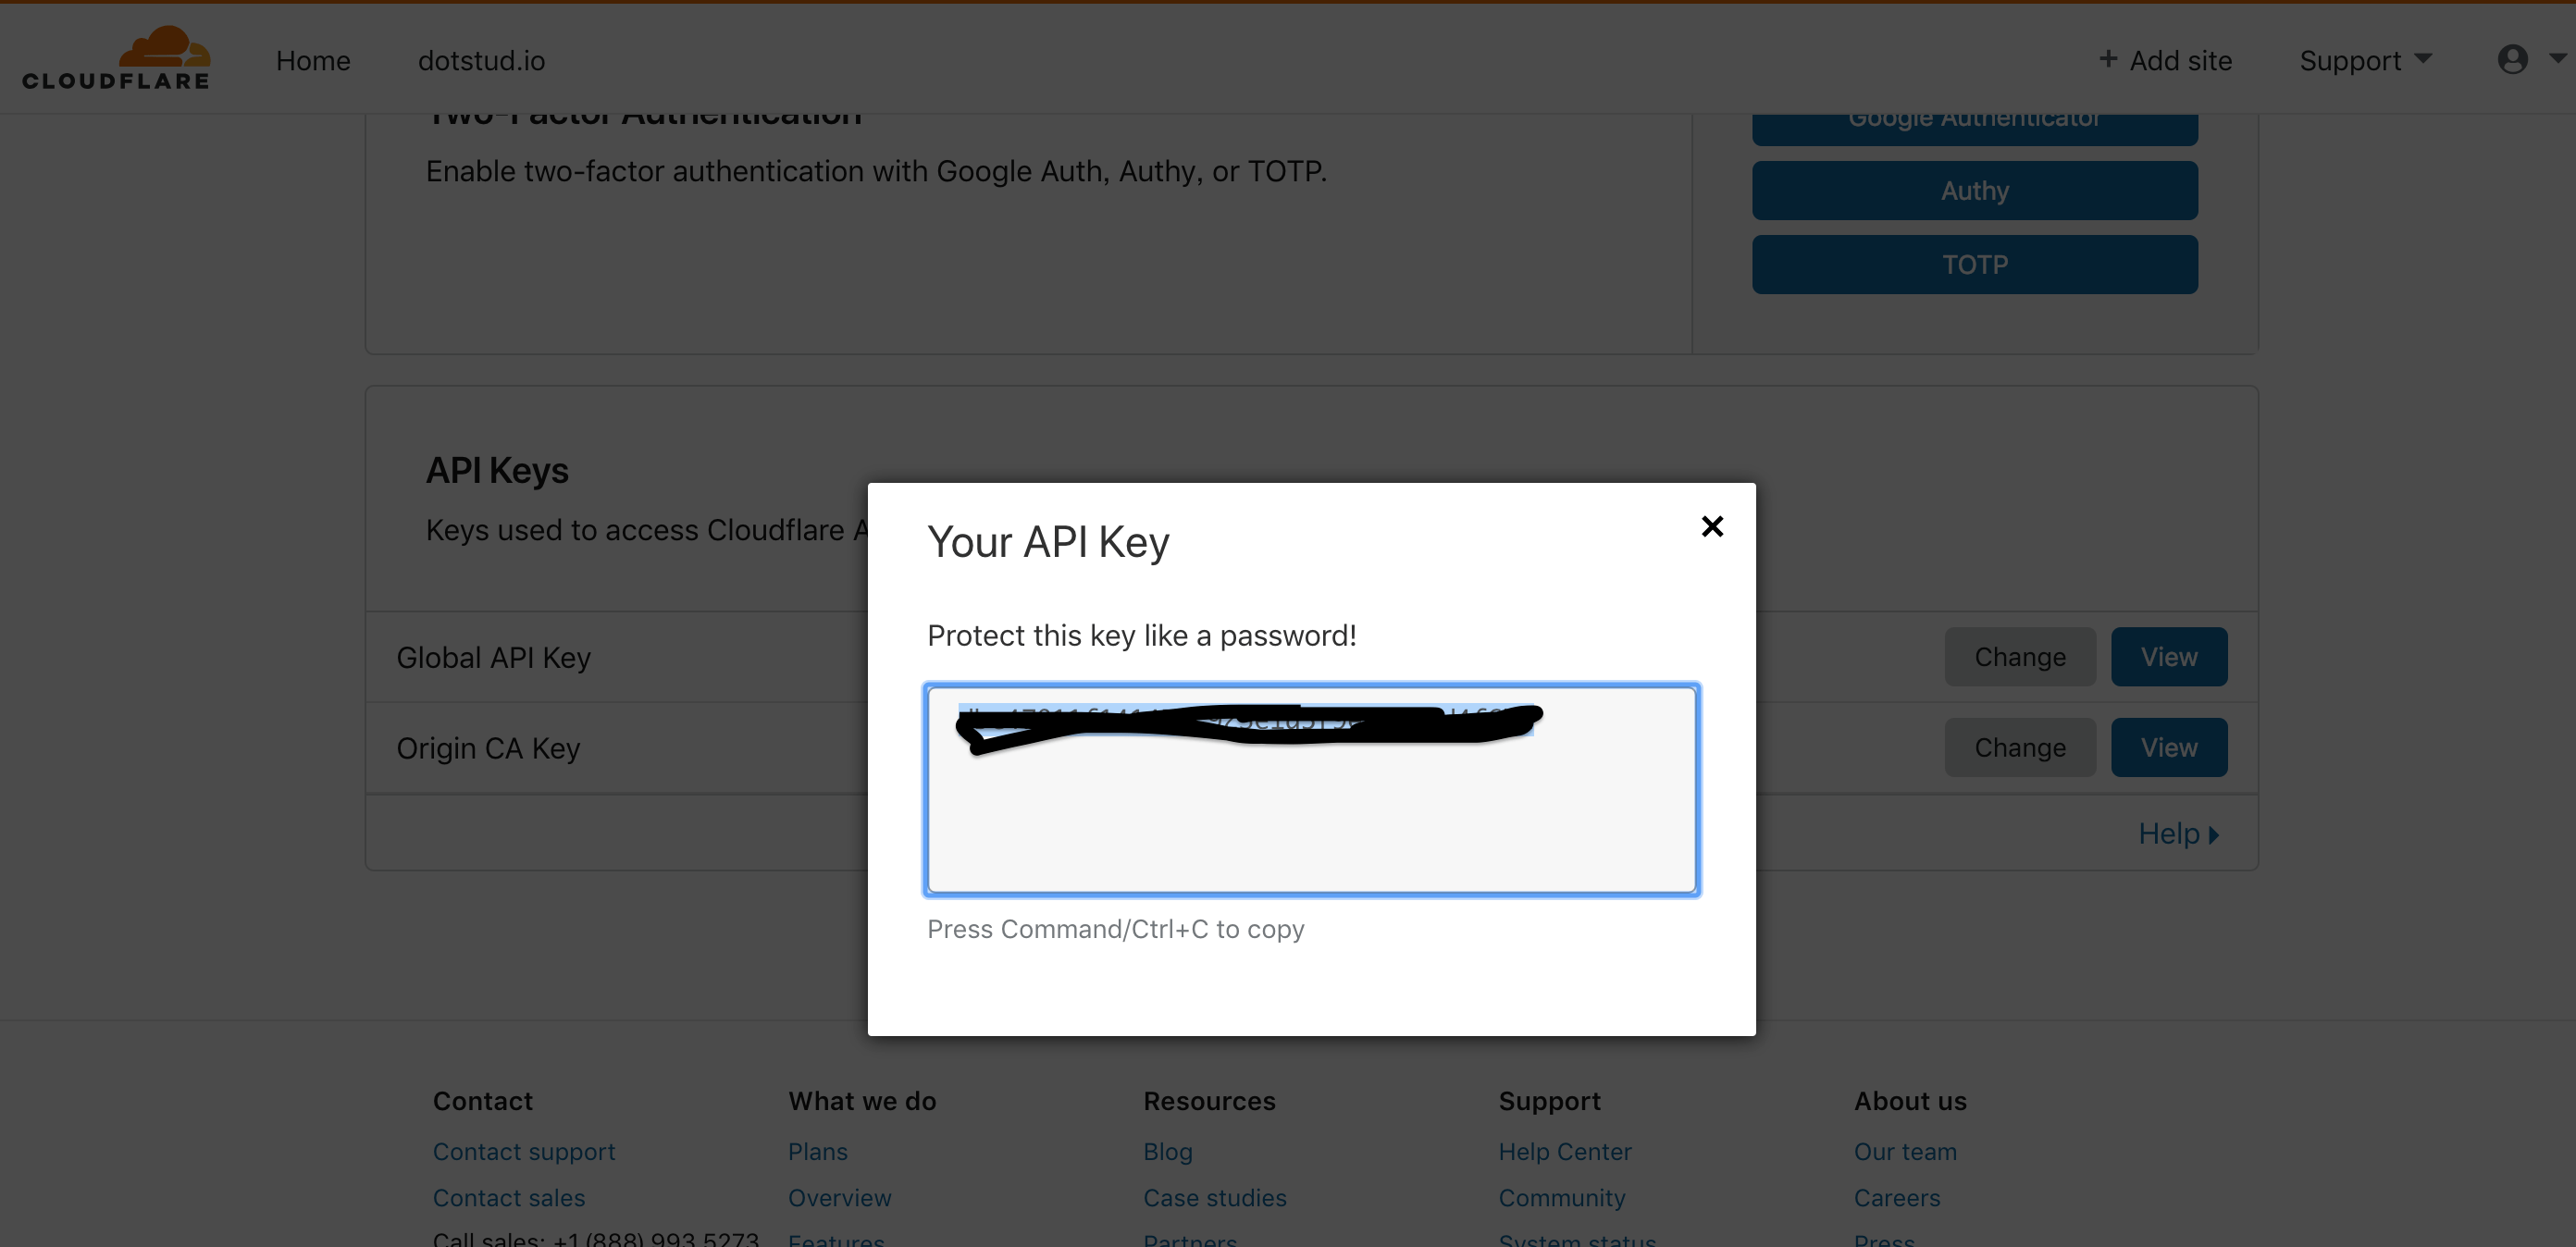 CLOUDFLARE
Home
dotstud.io
+ Add site
Support
Two-Factor Authentication
Enable two-factor authentication with Google Auth, Authy, or TOTP.
Google Authenticator
Authy
TOTP
API Keys
Keys used to access Cloudflare A
Your API Key
Protect this key like a password!
Press Command/Ctrl+C to copy
Global API Key
Change
View
Origin CA Key
Change
View
Help
Contact
Contact support
Contact sales
Call sales: +1 (888) 993 5273
What we do
Plans
Overview
Features
Resources
Blog
Case studies
Partners
Support
Help Center
Community
System status
About us
Our team
Careers
Press